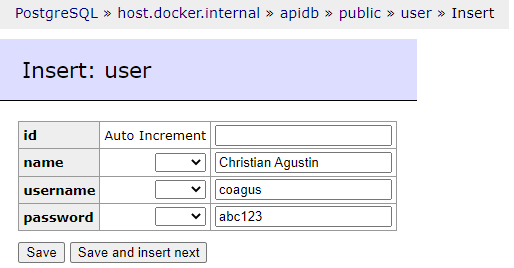 PostgreSQL » host.docker.internal » apidb » public » user » Insert
Insert: user
id Auto Increment
name Christian Agustin
username coagus
password abc123
Save Save and insert next